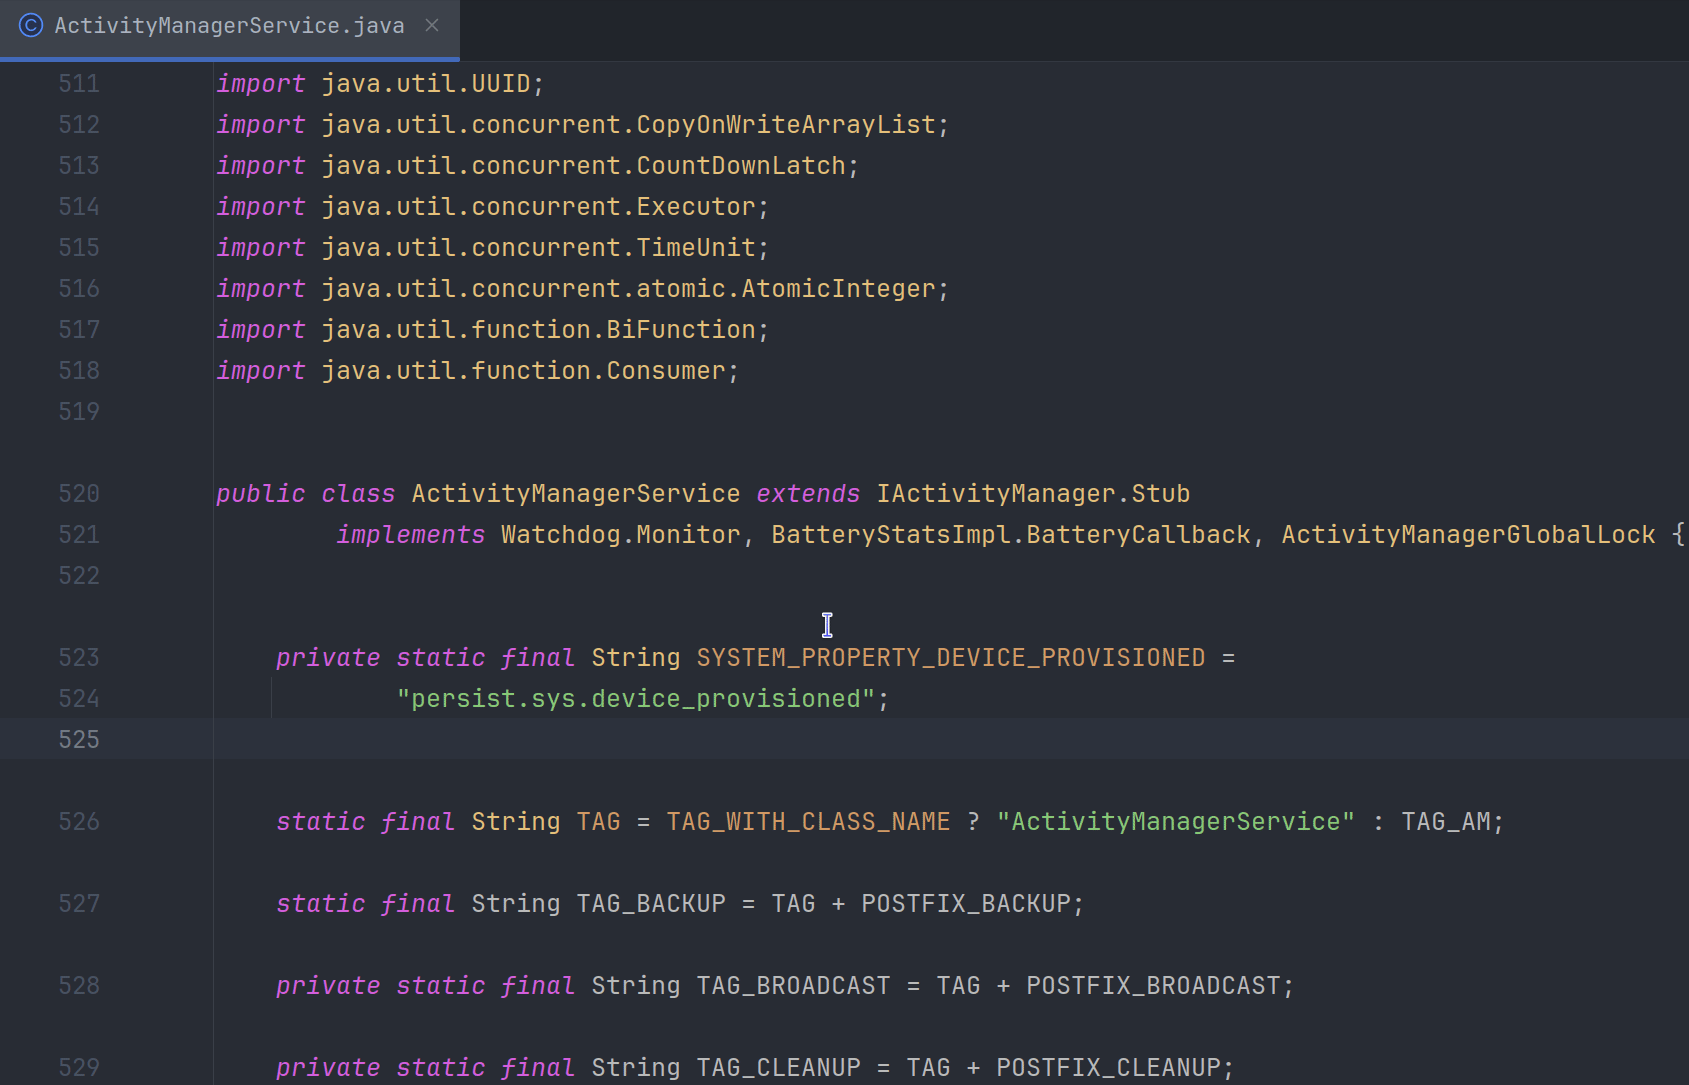 ActivityManagerService.java
511 import java.util.UUID;
512 import java.util.concurrent.CopyOnWriteArrayList;
513 import java.util.concurrent.CountDownLatch;
514 import java.util.concurrent.Executor;
515 import java.util.concurrent.TimeUnit;
516 import java.util.concurrent.atomic.AtomicInteger;
517 import java.util.function.BiFunction;
518 import java.util.function.Consumer;
519
520 public class ActivityManagerService extends IActivityManager.Stub
521         implements Watchdog.Monitor, BatteryStatsImpl.BatteryCallback, ActivityManagerGlobalLock {
522
523     private static final String SYSTEM_PROPERTY_DEVICE_PROVISIONED =
524             "persist.sys.device_provisioned";
525
526     static final String TAG = TAG_WITH_CLASS_NAME ? "ActivityManagerService" : TAG_AM;
527     static final String TAG_BACKUP = TAG + POSTFIX_BACKUP;
528     private static final String TAG_BROADCAST = TAG + POSTFIX_BROADCAST;
529     private static final String TAG_CLEANUP = TAG + POSTFIX_CLEANUP;